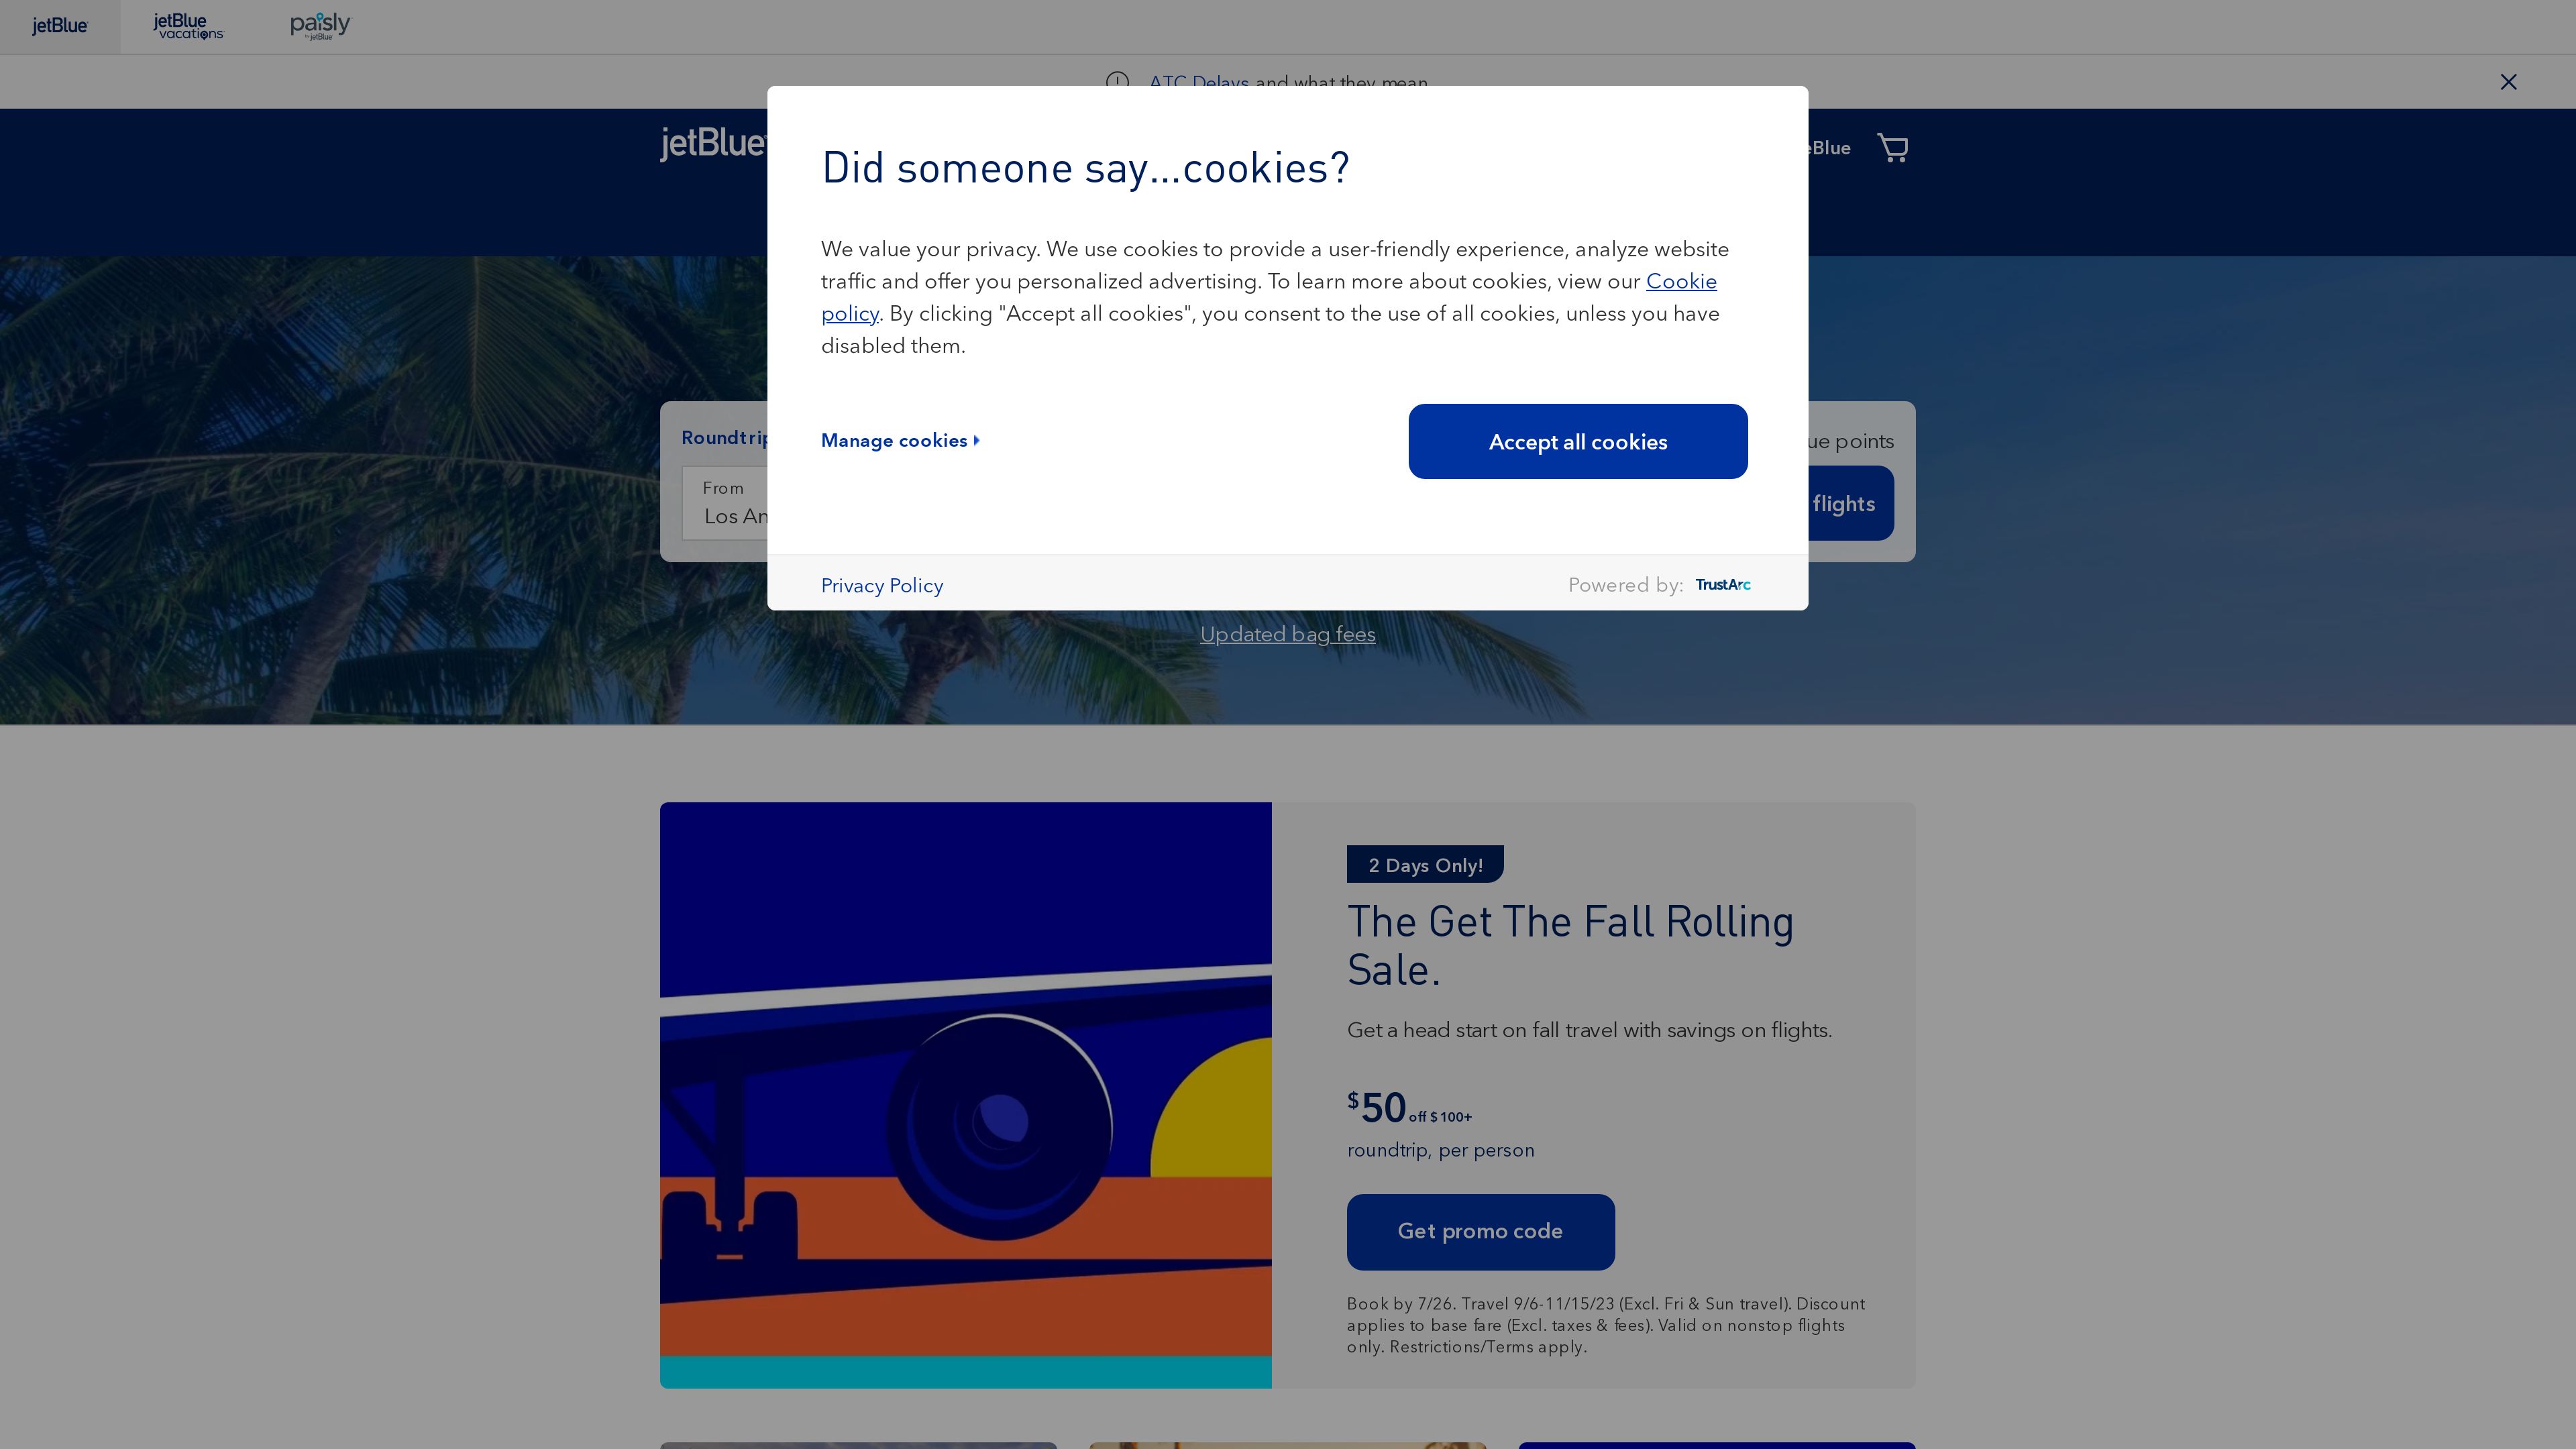 jetBlue
jetBlue vacations
paisly by jetBlue
ATC Delays and what they mean
jetBlue
Did someone say...cookies?
We value your privacy. We use cookies to provide a user-friendly experience, analyze website
traffic and offer you personalized advertising. To learn more about cookies, view our Cookie
policy. By clicking "Accept all cookies", you consent to the use of all cookies, unless you have
disabled them.
Manage cookies
Accept all cookies
Privacy Policy
Powered by: TrustArc
eBlue
Roundtrip
From
Los An
ue points
flights
Updated bag fees
2 Days Only!
The Get The Fall Rolling
Sale.
Get a head start on fall travel with savings on flights.
$50 off $100+
roundtrip, per person
Get promo code
Book by 7/26. Travel 9/6-11/15/23 (Excl. Fri & Sun travel). Discount
applies to base fare (Excl. taxes & fees). Valid on nonstop flights
only. Restrictions/Terms apply.